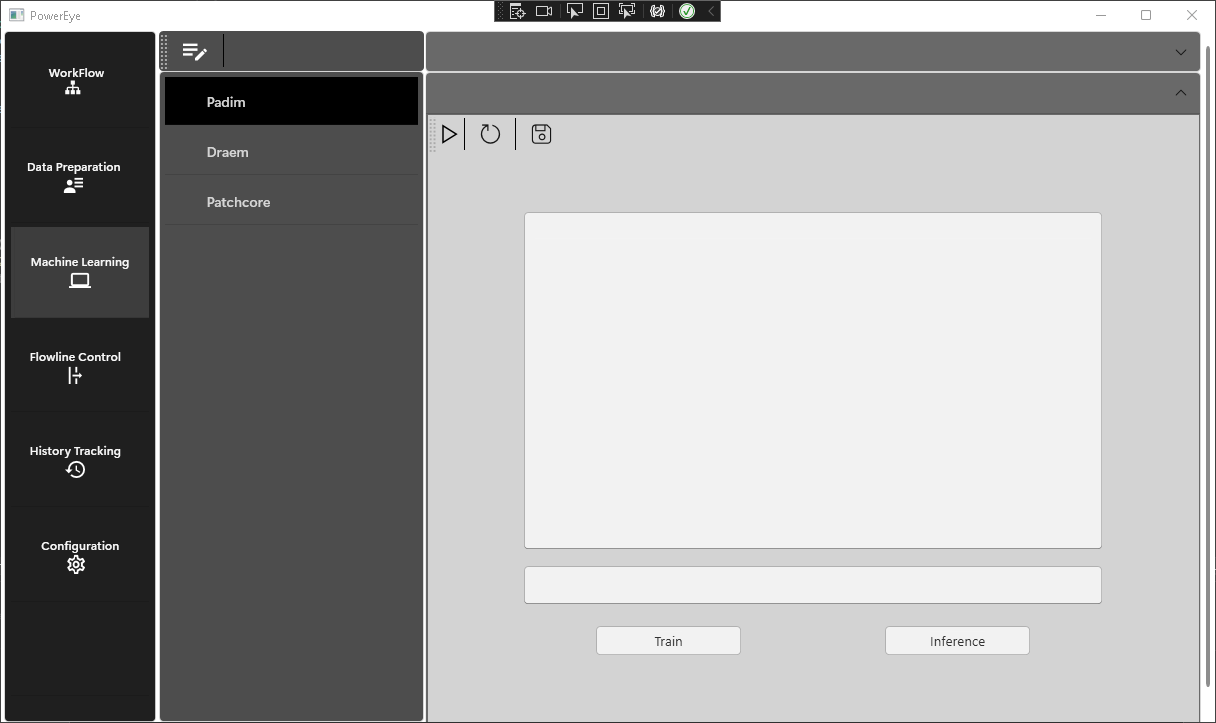 PowerEye
WorkFlow
Data Preparation
Machine Learning
Flowline Control
History Tracking
Configuration
Padim
Draem
Patchcore
Train
Inference